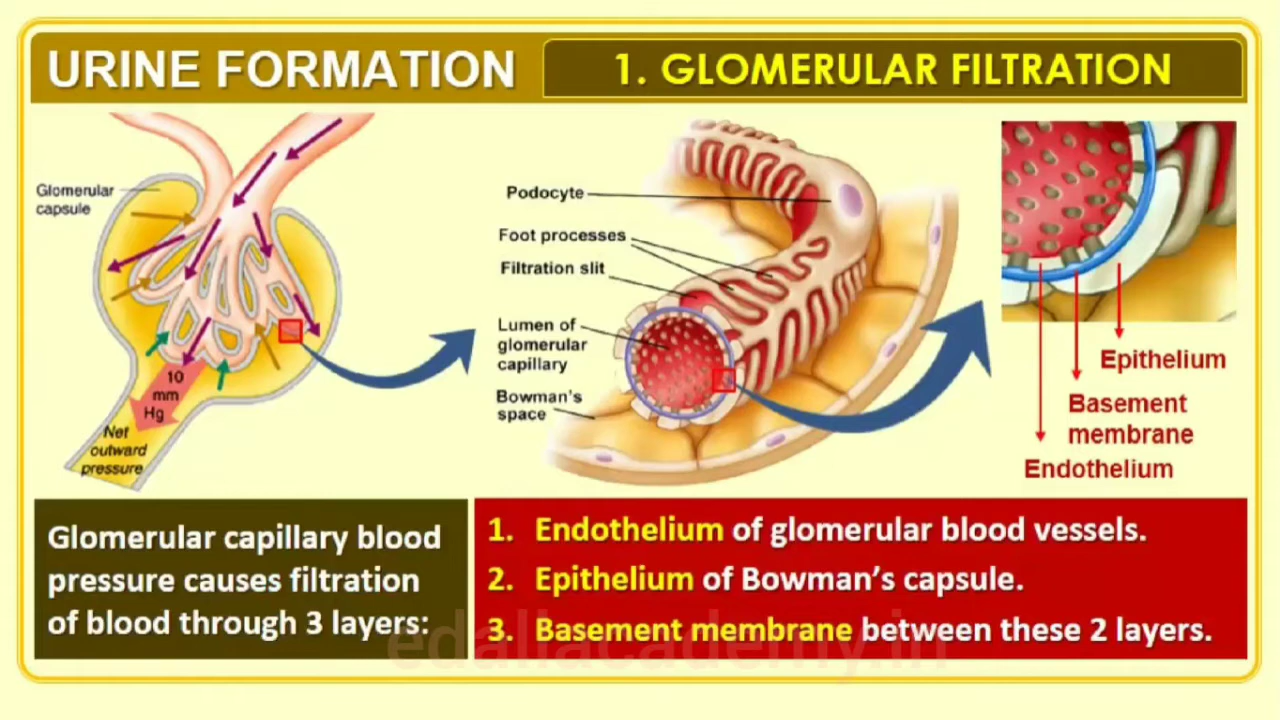 URINE FORMATION
1. GLOMERULAR FILTRATION
Glomerular
capsule
10
mm
Hg
Net
outward
pressure
Podocyte
Foot processes
Filtration slit
Lumen of
glomerular
capillary
Bowman's
space
Epithelium
Basement
membrane
Endothelium
Glomerular capillary blood
pressure causes filtration
of blood through 3 layers:
1. Endothelium of glomerular blood vessels.
2. Epithelium of Bowman's capsule.
3. Basement membrane between these 2 layers.